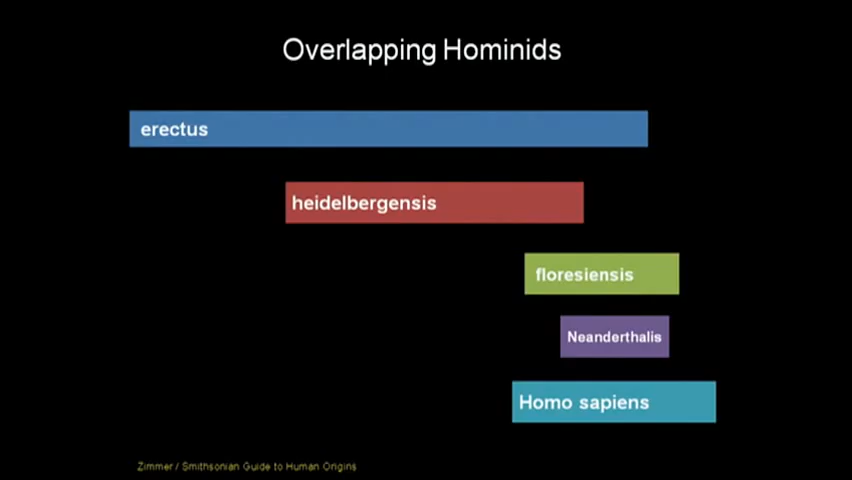 Overlapping Hominids
erectus
heidelbergensis
floresiensis
Neanderthalis
Homo sapiens
Zimmer / Smithsonian Guide to Human Origins